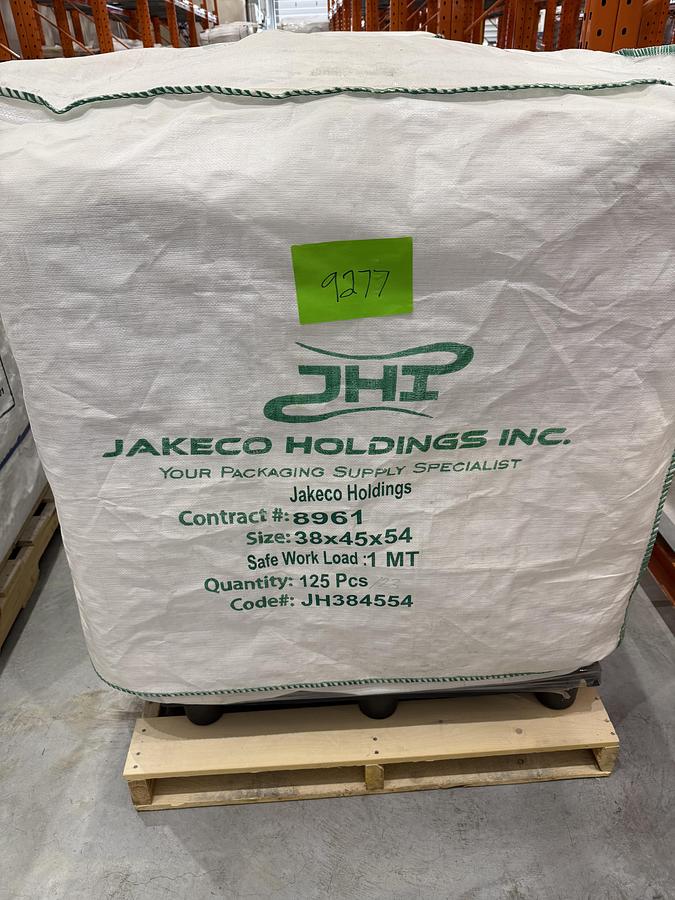 9277
JHI
JAKECO HOLDINGS INC.
YOUR PACKAGING SUPPLY SPECIALIST
Jakeco Holdings
Contract #: 8961
Size: 38x45x54
Safe Work Load :1 MT
Quantity: 125 Pcs
Code#: JH384554